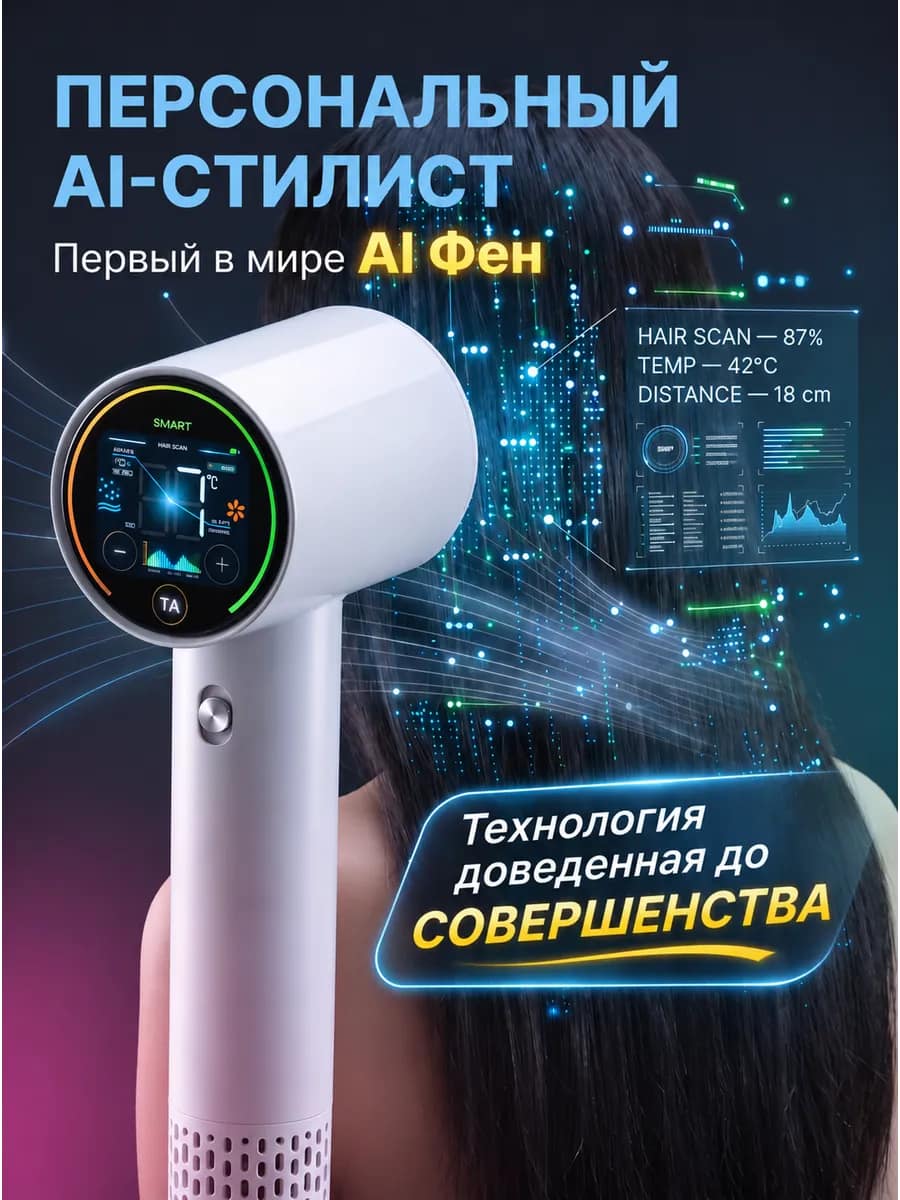 ПЕРСОНАЛЬНЫЙ
AI-СТИЛИСТ
Первый в мире AI Фен
HAIR SCAN — 87%
TEMP — 42°C
DISTANCE — 18 cm
SMART
HAIR SCAN
°C
TA
Технология
доведенная до
СОВЕРШЕНСТВА